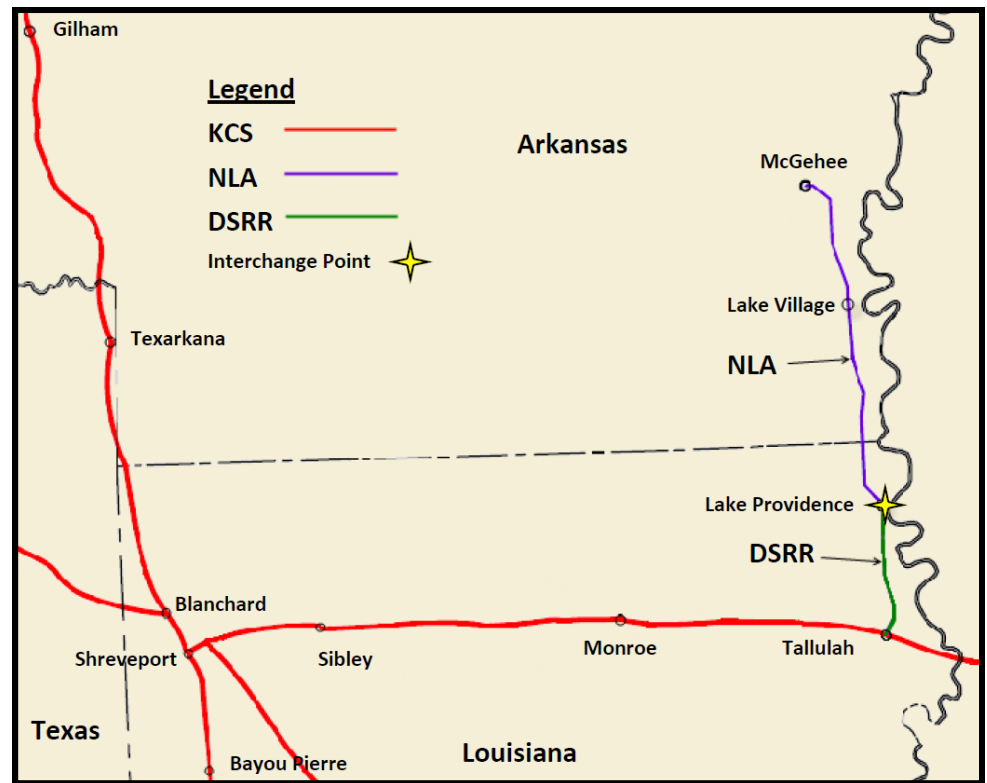 Gilham
Legend
KCS
NLA
DSRR
Interchange Point
Arkansas
McGehee
Lake Village
NLA
Texarkana
Lake Providence
DSRR
Blanchard
Shreveport
Sibley
Monroe
Tallulah
Texas
Bayou Pierre
Louisiana